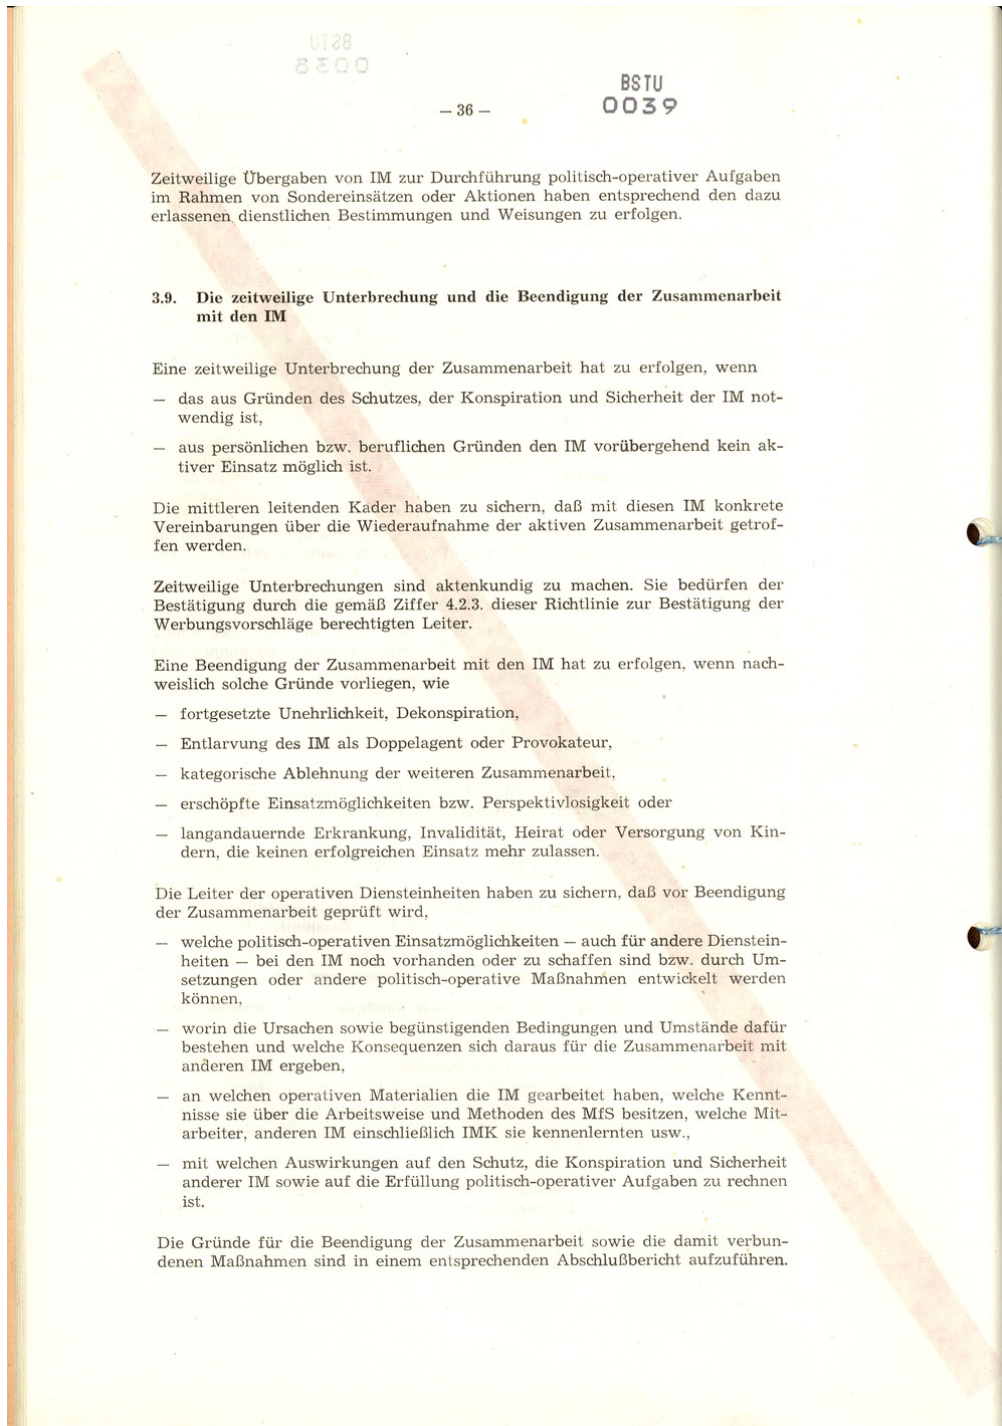 BSTU
0038
BSTU
0039
— 36 —
Zeitweilige Übergaben von IM zur Durchführung politisch-operativer Aufgaben
im Rahmen von Sondereinsätzen oder Aktionen haben entsprechend den dazu
erlassenen dienstlichen Bestimmungen und Weisungen zu erfolgen.
3.9. Die zeitweilige Unterbrechung und die Beendigung der Zusammenarbeit
mit den IM
Eine zeitweilige Unterbrechung der Zusammenarbeit hat zu erfolgen, wenn
— das aus Gründen des Schutzes, der Konspiration und Sicherheit der IM not-
wendig ist,
— aus persönlichen bzw. beruflichen Gründen den IM vorübergehend kein ak-
tiver Einsatz möglich ist.
Die mittleren leitenden Kader haben zu sichern, daß mit diesen IM konkrete
Vereinbarungen über die Wiederaufnahme der aktiven Zusammenarbeit getrof-
fen werden.
Zeitweilige Unterbrechungen sind aktenkundig zu machen. Sie bedürfen der
Bestätigung durch die gemäß Ziffer 4.2.3. dieser Richtlinie zur Bestätigung der
Werbungsvorschläge berechtigten Leiter.
Eine Beendigung der Zusammenarbeit mit den IM hat zu erfolgen, wenn nach-
weislich solche Gründe vorliegen, wie
— fortgesetzte Unehrlichkeit, Dekonspiration,
— Entlarvung des IM als Doppelagent oder Provokateur,
— kategorische Ablehnung der weiteren Zusammenarbeit,
— erschöpfte Einsatzmöglichkeiten bzw. Perspektivlosigkeit oder
— langandauernde Erkrankung, Invalidität, Heirat oder Versorgung von Kin-
dern, die keinen erfolgreichen Einsatz mehr zulassen.
Die Leiter der operativen Diensteinheiten haben zu sichern, daß vor Beendigung
der Zusammenarbeit geprüft wird,
— welche politisch-operativen Einsatzmöglichkeiten — auch für andere Dienstein-
heiten — bei den IM noch vorhanden oder zu schaffen sind bzw. durch Um-
setzungen oder andere politisch-operative Maßnahmen entwickelt werden
können,
— worin die Ursachen sowie begünstigenden Bedingungen und Umstände dafür
bestehen und welche Konsequenzen sich daraus für die Zusammenarbeit mit
anderen IM ergeben,
— an welchen operativen Materialien die IM gearbeitet haben, welche Kennt-
nisse sie über die Arbeitsweise und Methoden des MfS besitzen, welche Mit-
arbeiter, anderen IM einschließlich IMK sie kennenlernten usw.,
— mit welchen Auswirkungen auf den Schutz, die Konspiration und Sicherheit
anderer IM sowie auf die Erfüllung politisch-operativer Aufgaben zu rechnen
ist.
Die Gründe für die Beendigung der Zusammenarbeit sowie die damit verbun-
denen Maßnahmen sind in einem entsprechenden Abschlußbericht aufzuführen.